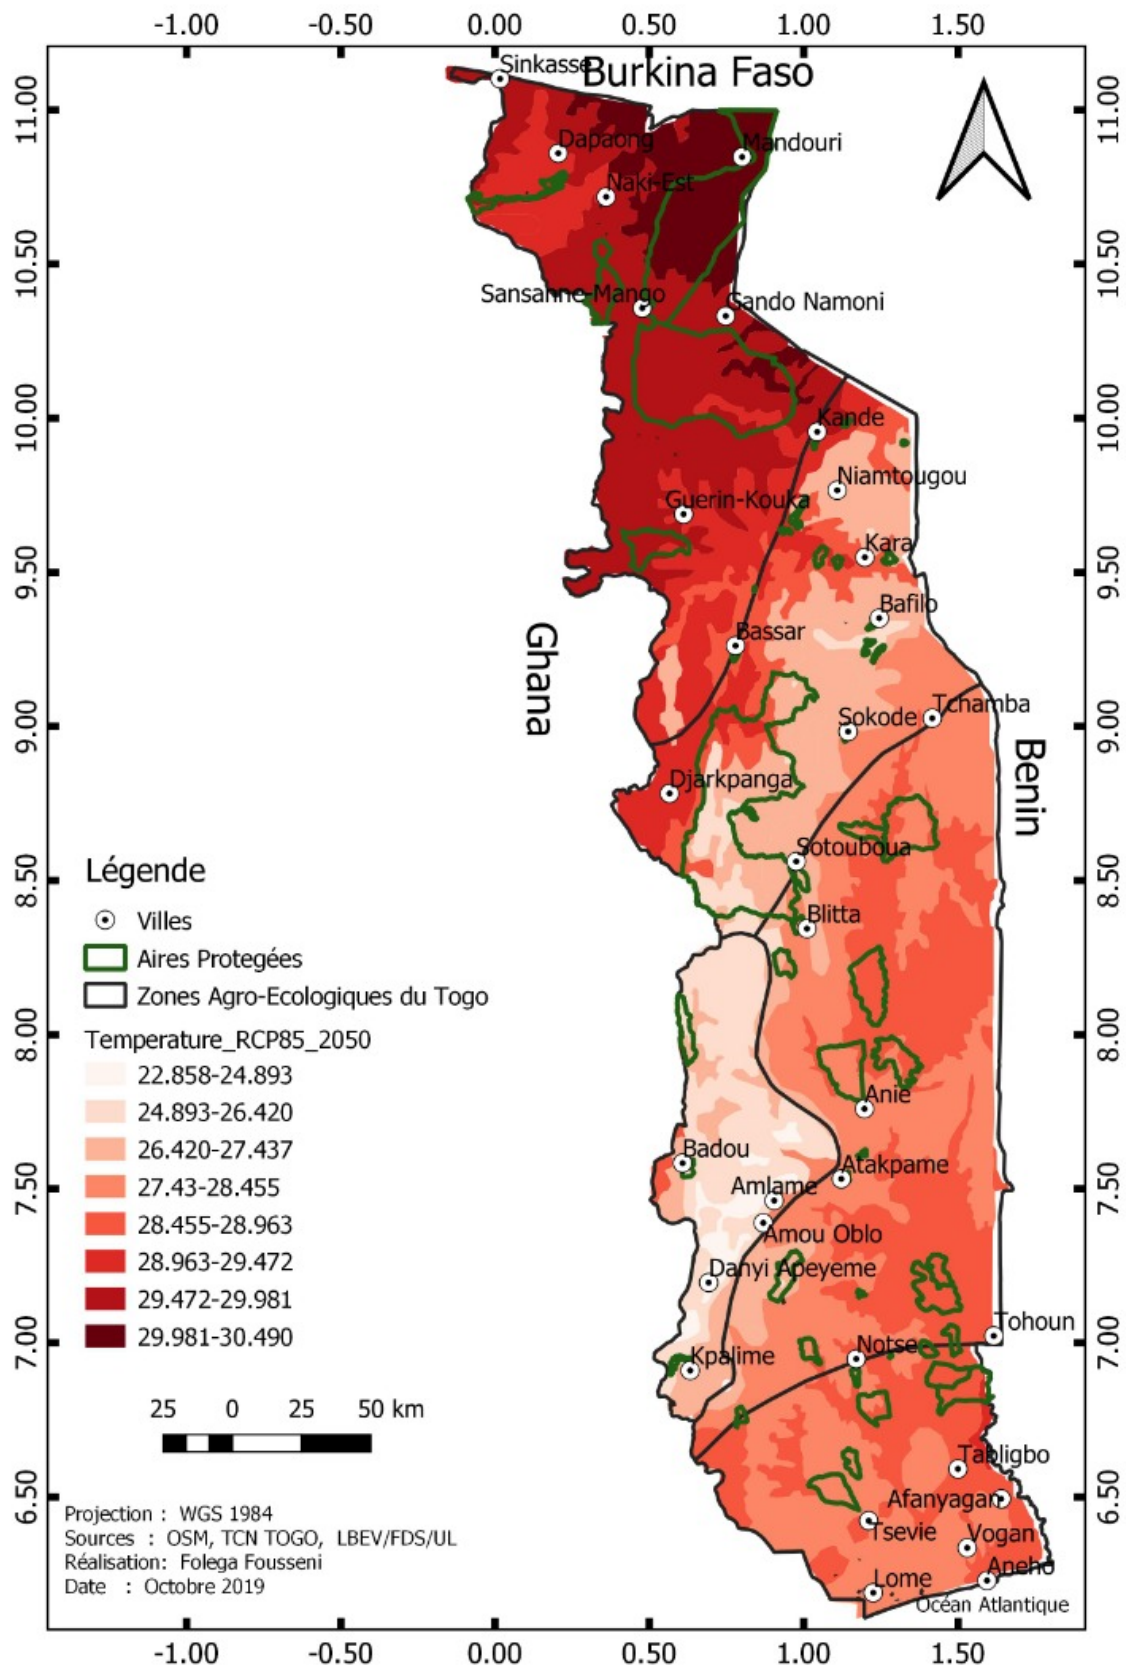 -1.00 -0.50 0.00 0.50 1.00 1.50
Sinkasse
Burkina Faso
11.00 11.00
Dapaong
Mandouri
Naki-Est
10.50 10.50
Sansanne-Mango
Gando Namoni
10.00 10.00
Kande
Niamtougou
Guerin-Kouka
Kara
9.50 9.50
Bafilo
Ghana
Bassar
Tchamba
Sokode
9.00 9.00
Benin
Djarkpanga
Sotouboua
8.50 8.50
Blitta
Légende
Villes
Aires Protegées
Zones Agro-Ecologiques du Togo
8.00 8.00
Temperature_RCP85_2050
22.858-24.893
24.893-26.420
26.420-27.437
27.43-28.455
28.455-28.963
28.963-29.472
29.472-29.981
29.981-30.490
Anie
Badou
Atakpame
7.50 7.50
Amlame
Amou Oblo
Danyi Apeyeme
Tohoun
7.00 7.00
Notse
Kpalime
25 0 25 50 km
Tabligbo
6.50 6.50
Afanyagan
Tsevie
Vogan
Aneho
Lome
Océan Atlantique
Projection : WGS 1984
Sources : OSM, TCN TOGO, LBEV/FDS/UL
Réalisation: Folega Fousseni
Date : Octobre 2019
-1.00 -0.50 0.00 0.50 1.00 1.50